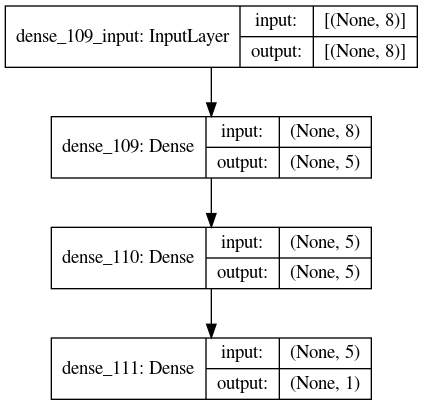 dense_109_input: InputLayer
input: [(None, 8)]
output: [(None, 8)]
dense_109: Dense
input: (None, 8)
output: (None, 5)
dense_110: Dense
input: (None, 5)
output: (None, 5)
dense_111: Dense
input: (None, 5)
output: (None, 1)